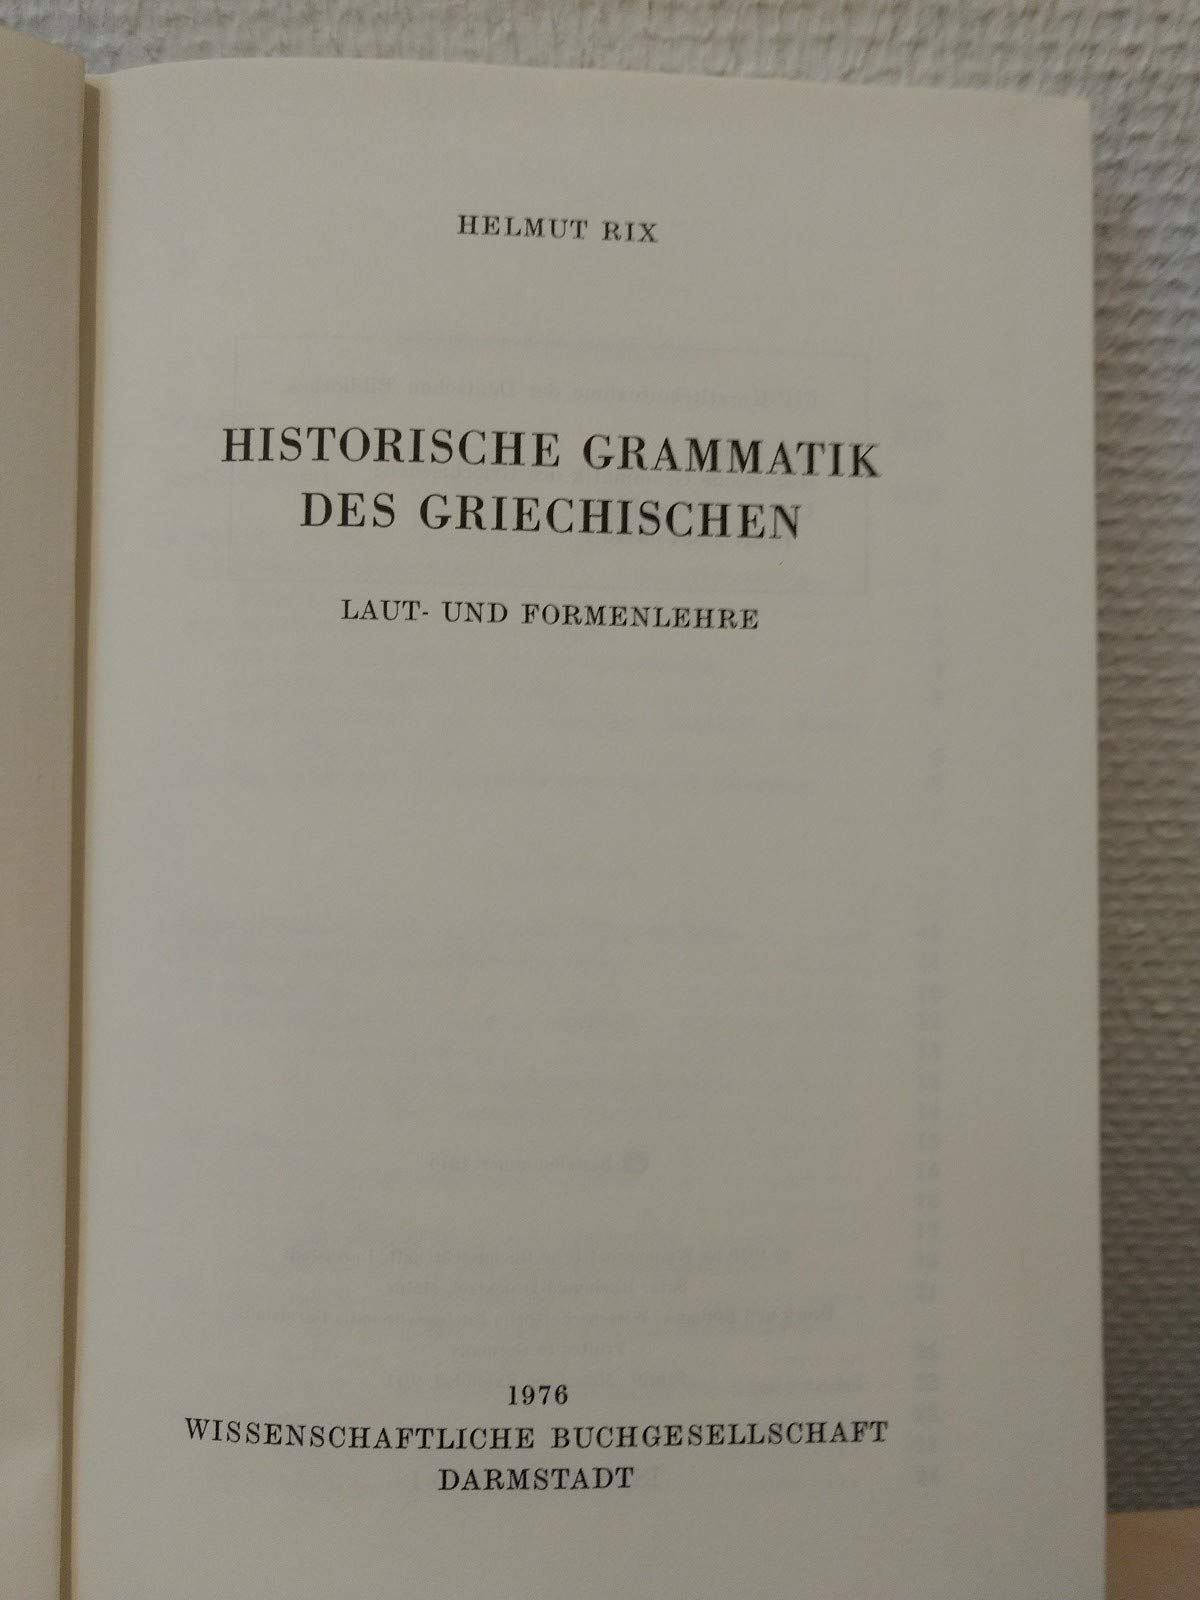 HELMUT RIX
HISTORISCHE GRAMMATIK
DES GRIECHISCHEN
LAUT- UND FORMENLEHRE
1976
WISSENSCHAFTLICHE BUCHGESELLSCHAFT
DARMSTADT